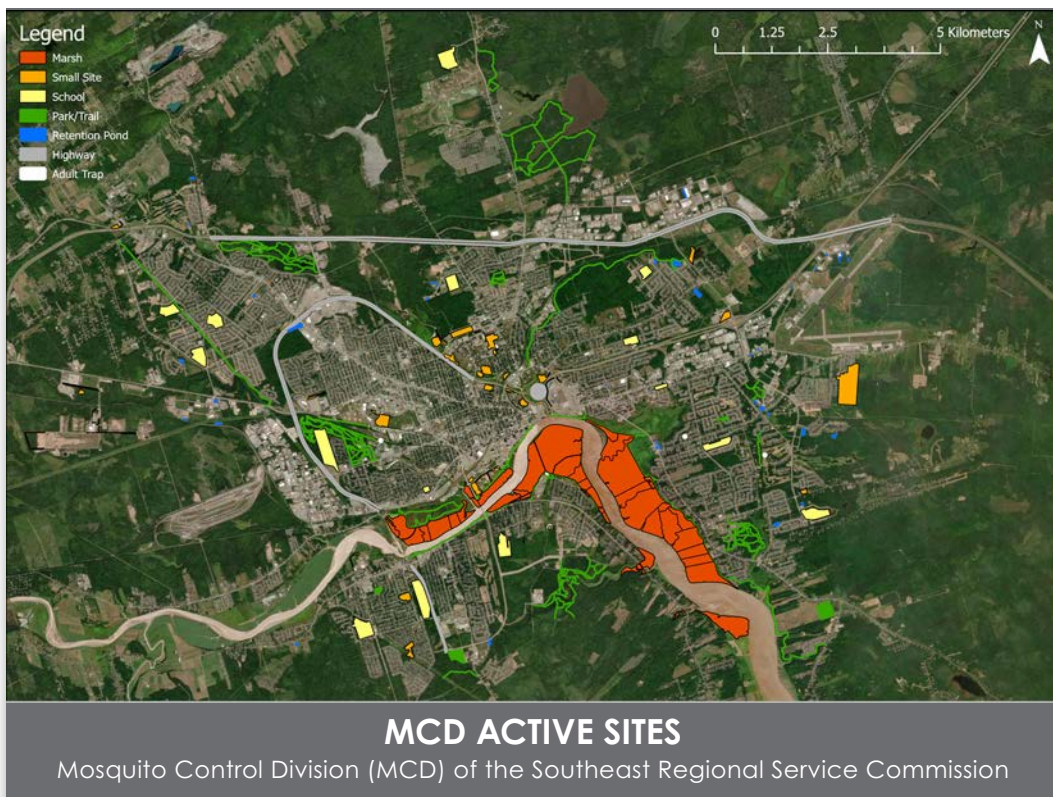 Legend
Marsh
Small Site
School
Park/Trail
Retention Pond
Highway
Adult Trap
0 1.25 2.5 5 Kilometers
N
MCD ACTIVE SITES
Mosquito Control Division (MCD) of the Southeast Regional Service Commission